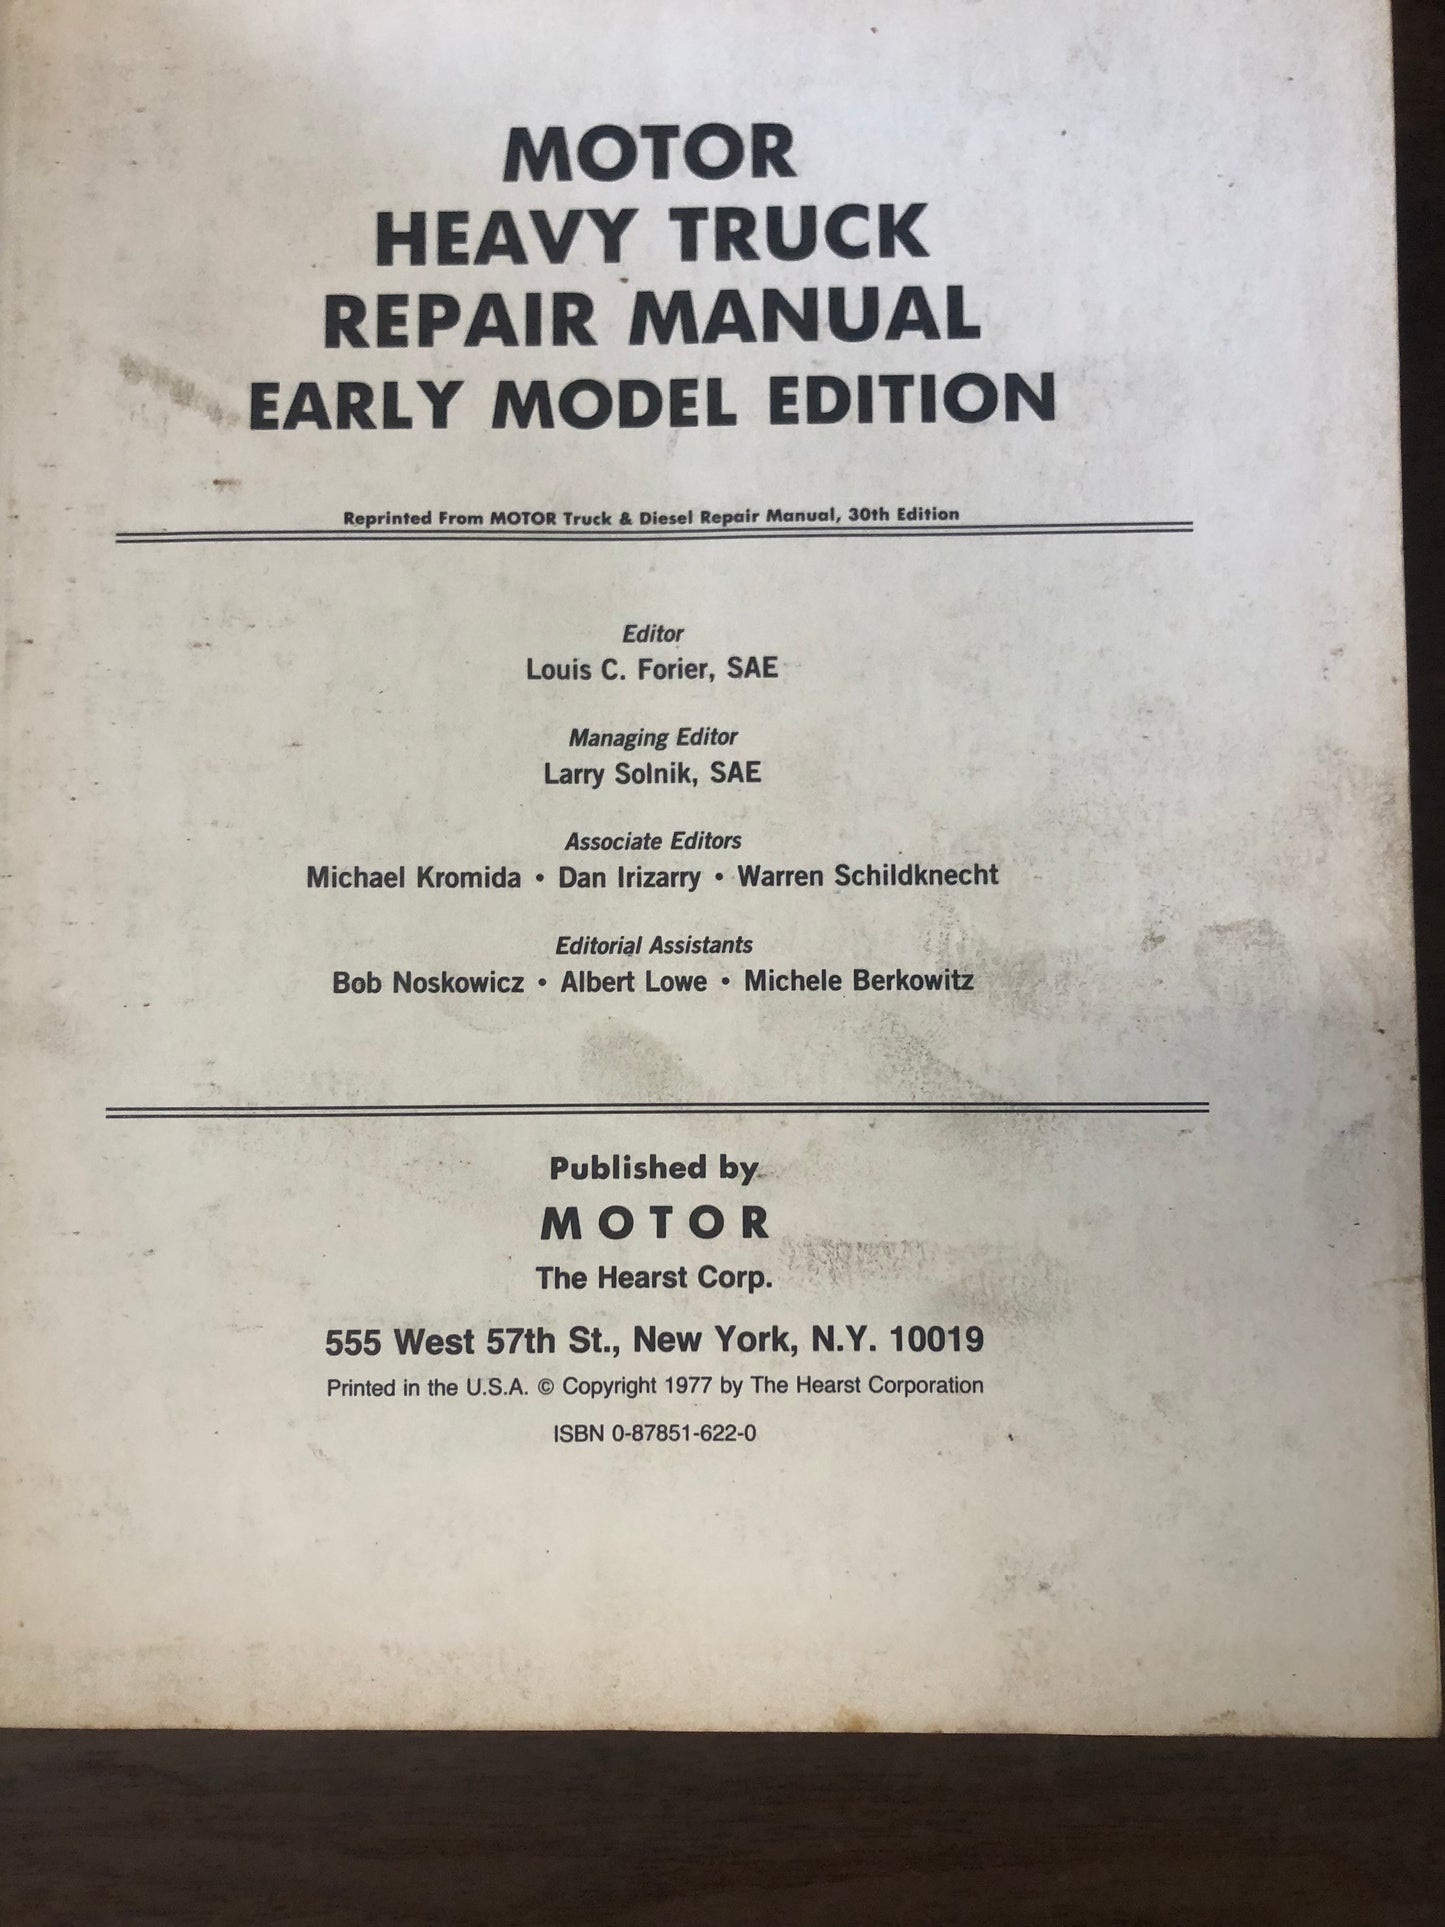 MOTOR
HEAVY TRUCK
REPAIR MANUAL
EARLY MODEL EDITION
Reprinted From MOTOR Truck & Diesel Repair Manual, 30th Edition
Editor
Louis C. Forier, SAE
Managing Editor
Larry Solnik, SAE
Associate Editors
Michael Kromida • Dan Irizarry • Warren Schildknecht
Editorial Assistants
Bob Noskowicz • Albert Lowe • Michele Berkowitz
Published by
MOTOR
The Hearst Corp.
555 West 57th St., New York, N.Y. 10019
Printed in the U.S.A. © Copyright 1977 by The Hearst Corporation
ISBN 0-87851-622-0